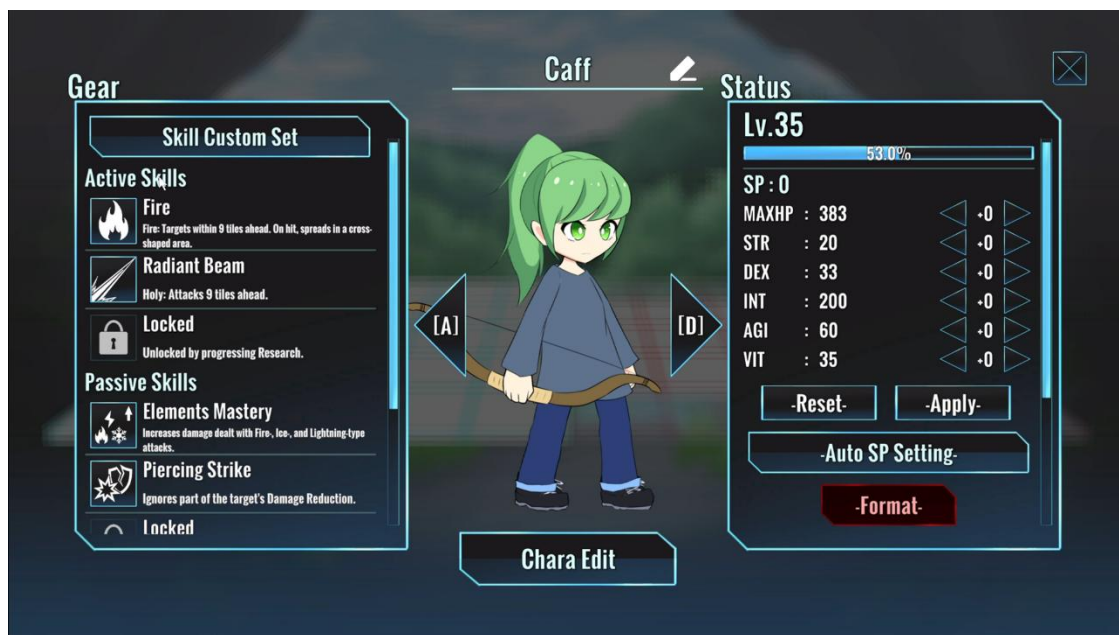 Caff
Gear
Skill Custom Set
Active Skills
Fire
Fire: Targets within 9 tiles ahead. On hit, spreads in a cross-
shaped area.
Radiant Beam
Holy: Attacks 9 tiles ahead.
Locked
Unlocked by progressing Research.
Passive Skills
Elements Mastery
Increases damage dealt with Fire-, Ice-, and Lightning-type
attacks.
Piercing Strike
Ignores part of the target's Damage Reduction.
Locked
[A]
[D]
Chara Edit
Status
Lv.35
53.0%
SP : 0
MAXHP : 383 +0
STR : 20 +0
DEX : 33 +0
INT : 200 +0
AGI : 60 +0
VIT : 35 +0
-Reset- -Apply-
-Auto SP Setting-
-Format-